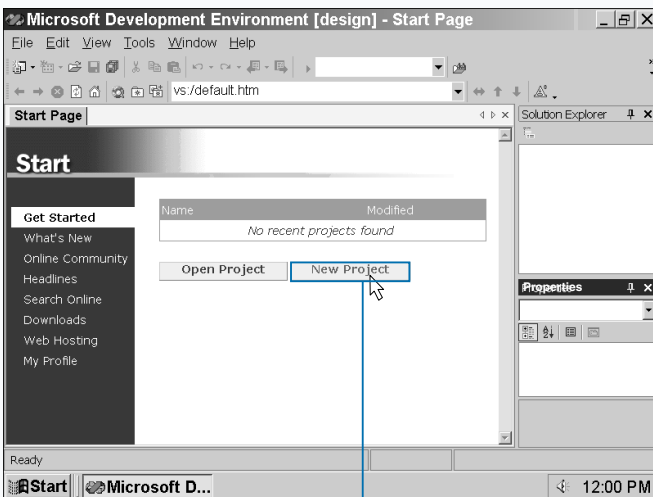 Microsoft Development Environment [design] - Start Page
File Edit View Tools Window Help
vs:/default.htm
Start Page
Solution Explorer
Start
Get Started
What's New
Online Community
Headlines
Search Online
Downloads
Web Hosting
My Profile
Name Modified
No recent projects found
Open Project New Project
Properties
Ready
Start Microsoft D... 12:00 PM